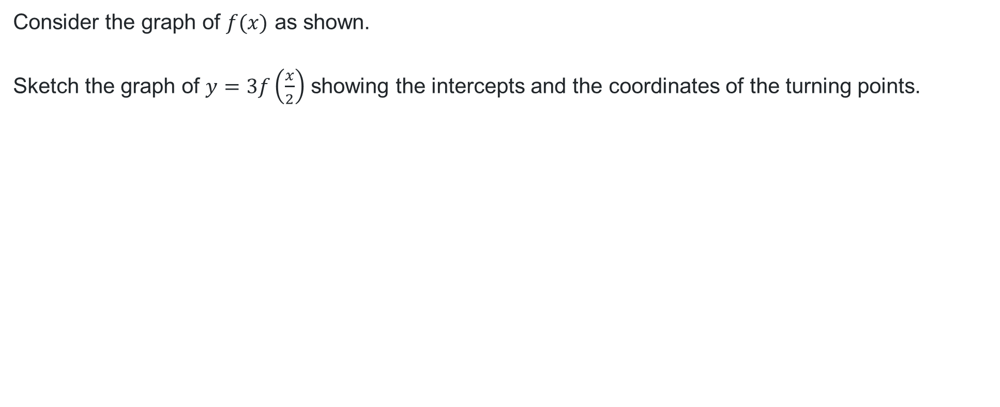 Consider the graph of f(x) as shown.
Sketch the graph of y = 3f(x/2) showing the intercepts and the coordinates of the turning points.